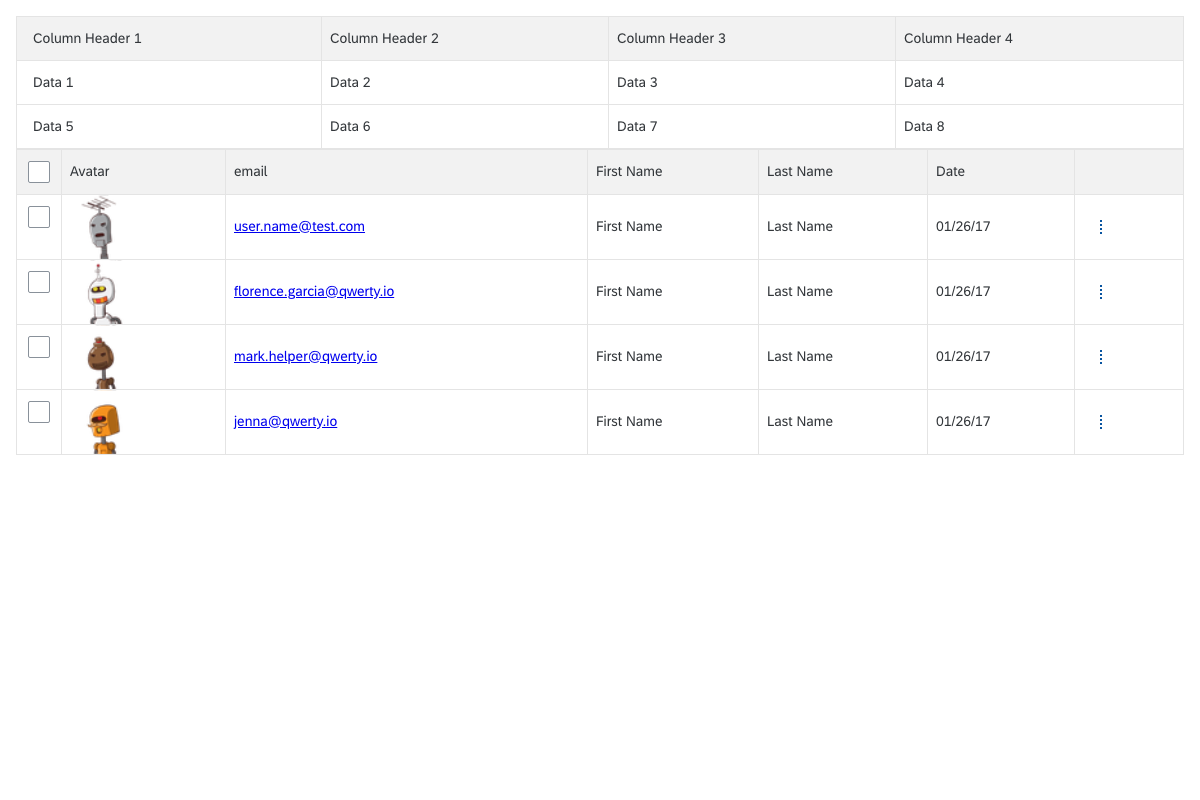 Column Header 1 Column Header 2 Column Header 3 Column Header 4
Data 1 Data 2 Data 3 Data 4
Data 5 Data 6 Data 7 Data 8
Avatar email First Name Last Name Date
user.name@test.com First Name Last Name 01/26/17
florence.garcia@qwerty.io First Name Last Name 01/26/17
mark.helper@qwerty.io First Name Last Name 01/26/17
jenna@qwerty.io First Name Last Name 01/26/17